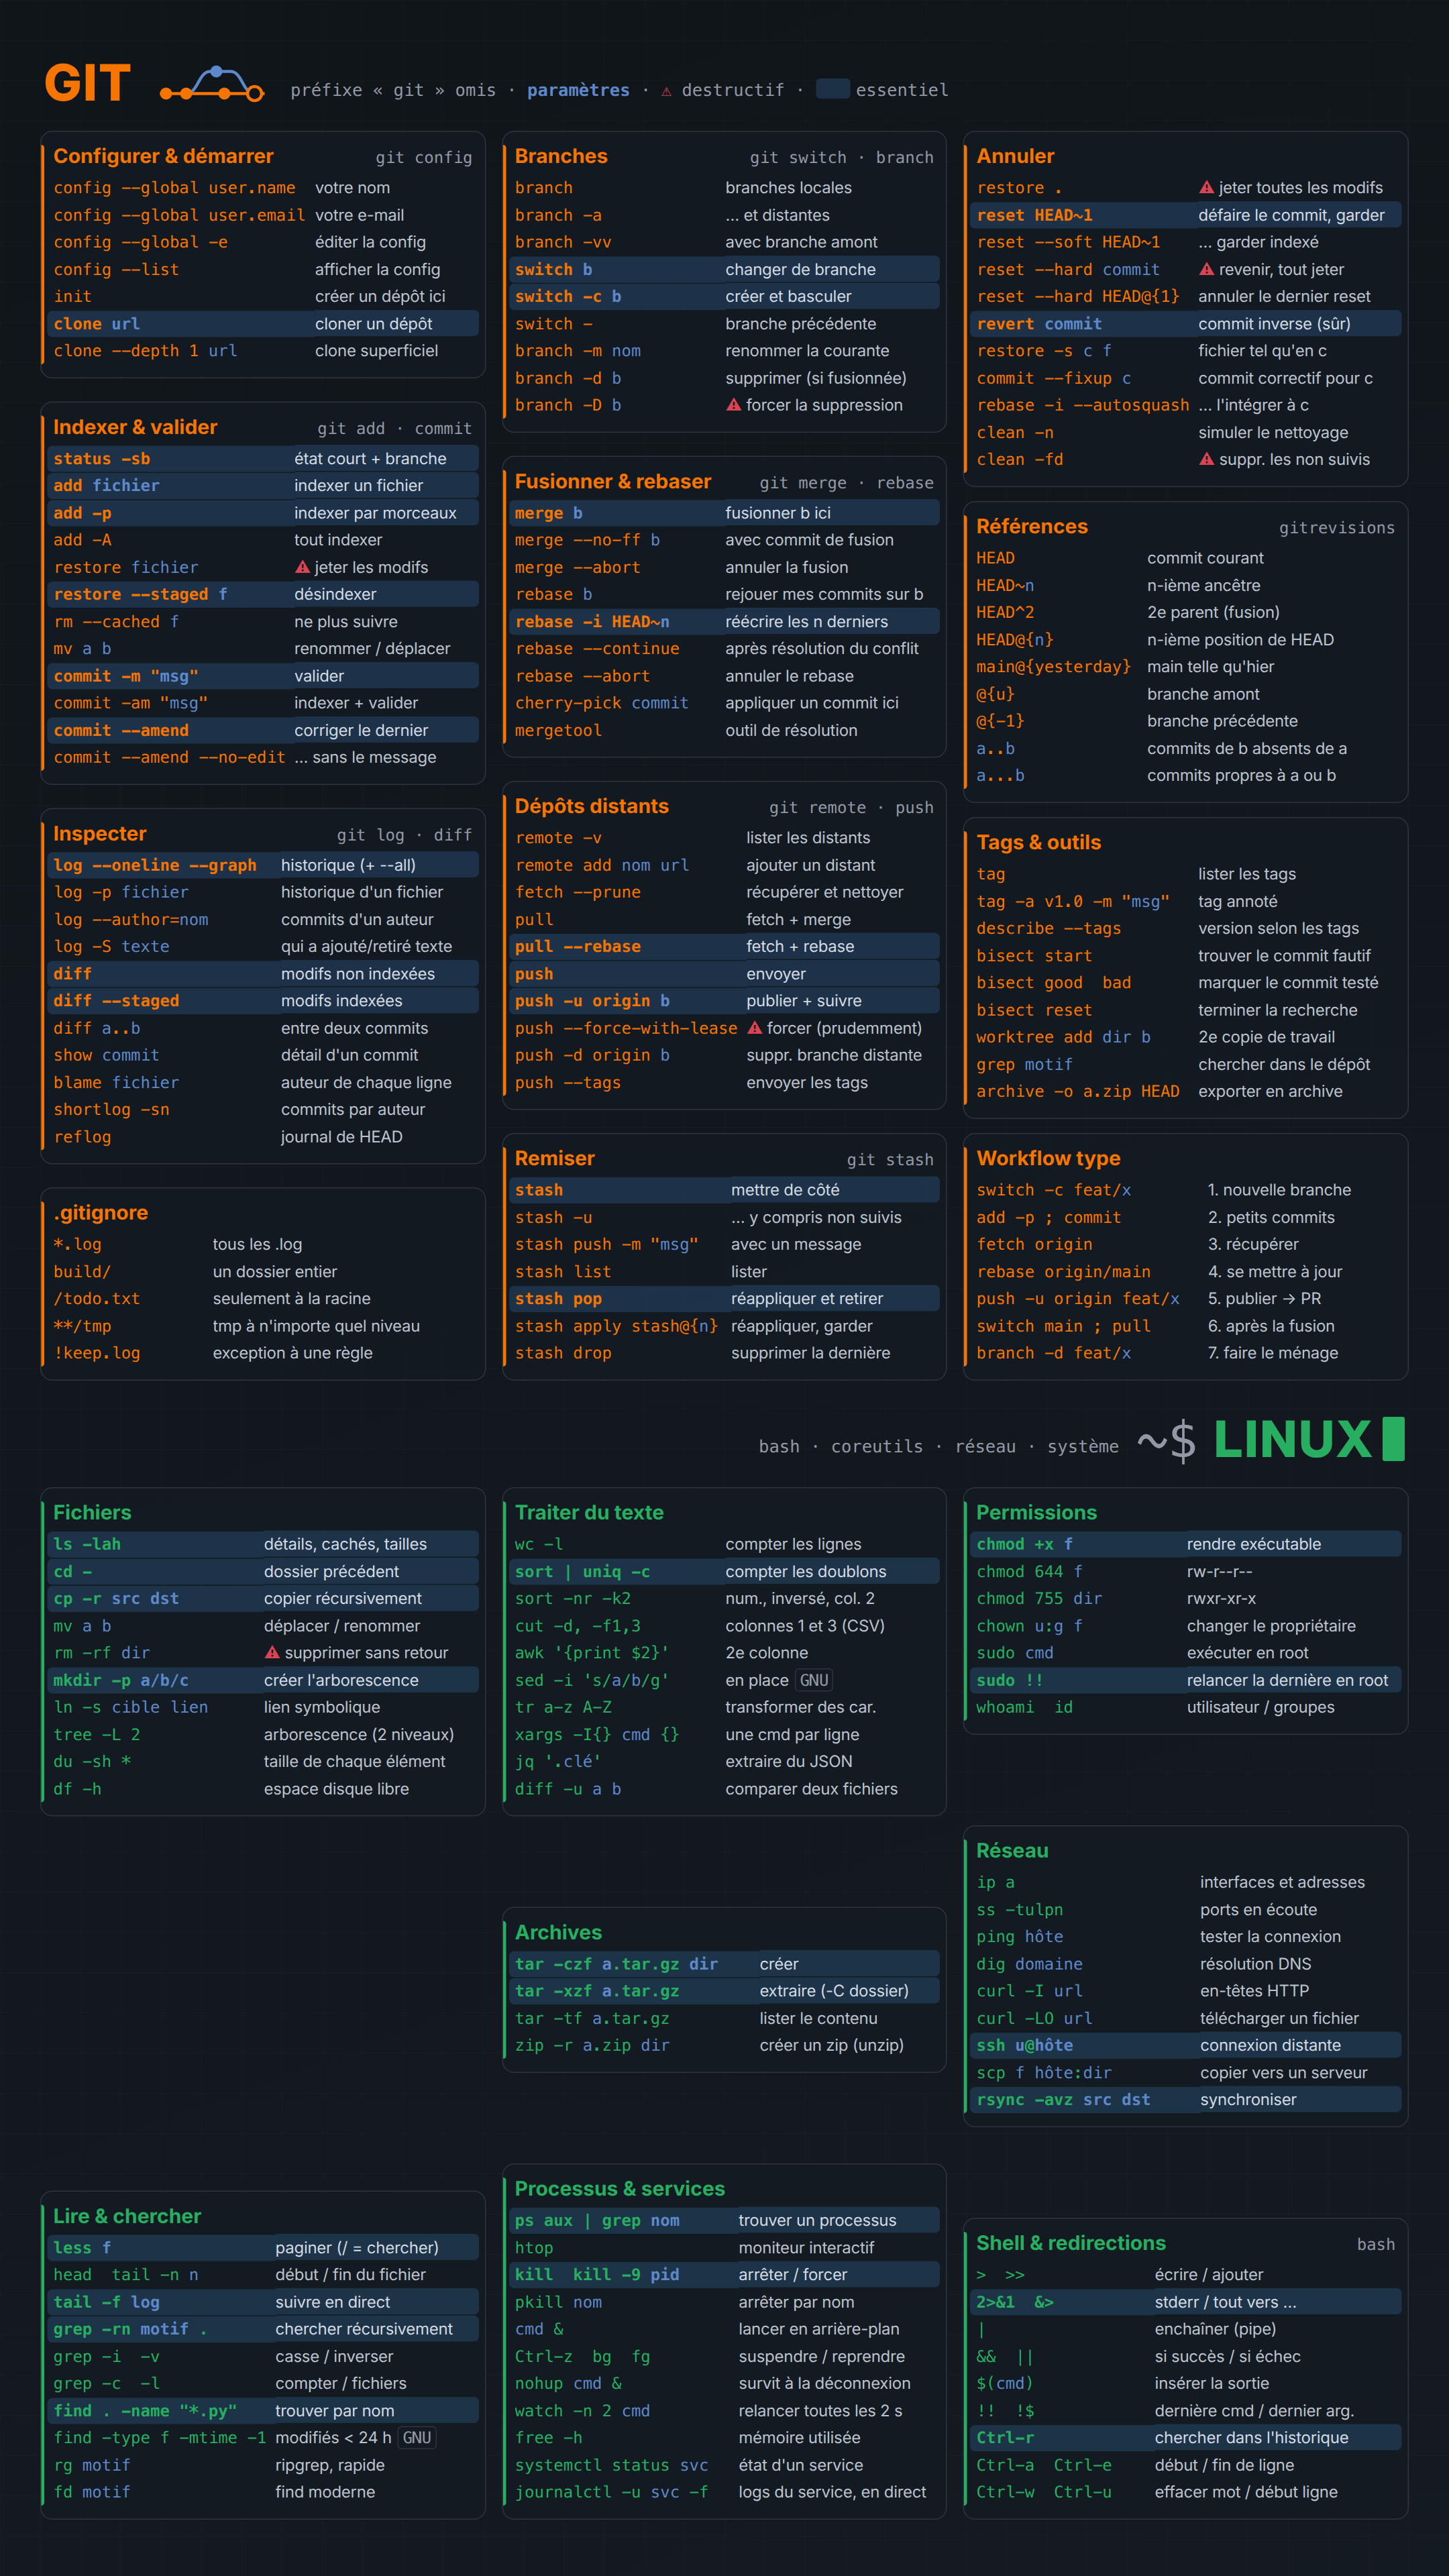 GIT préfixe « git » omis · paramètres · ⚠ destructif · essentiel
Configurer & démarrer git config
config --global user.name votre nom
config --global user.email votre e-mail
config --global -e éditer la config
config --list afficher la config
init créer un dépôt ici
clone url cloner un dépôt
clone --depth 1 url clone superficiel
Indexer & valider git add · commit
status -sb état court + branche
add fichier indexer un fichier
add -p indexer par morceaux
add -A tout indexer
restore fichier ⚠ jeter les modifs
restore --staged f désindexer
rm --cached f ne plus suivre
mv a b renommer / déplacer
commit -m "msg" valider
commit -am "msg" indexer + valider
commit --amend corriger le dernier
commit --amend --no-edit ... sans le message
Inspecter git log · diff
log --oneline --graph historique (+ --all)
log -p fichier historique d'un fichier
log --author=nom commits d'un auteur
log -S texte qui a ajouté/retiré texte
diff modifs non indexées
diff --staged modifs indexées
diff a..b entre deux commits
show commit détail d'un commit
blame fichier auteur de chaque ligne
shortlog -sn commits par auteur
reflog journal de HEAD
.gitignore
*.log tous les .log
build/ un dossier entier
/todo.txt seulement à la racine
**/tmp tmp à n'importe quel niveau
!keep.log exception à une règle
Branches git switch · branch
branch branches locales
branch -a ... et distantes
branch -vv avec branche amont
switch b changer de branche
switch -c b créer et basculer
switch - branche précédente
branch -m nom renommer la courante
branch -d b supprimer (si fusionnée)
branch -D b ⚠ forcer la suppression
Fusionner & rebaser git merge · rebase
merge b fusionner b ici
merge --no-ff b avec commit de fusion
merge --abort annuler la fusion
rebase b rejouer mes commits sur b
rebase -i HEAD~n réécrire les n derniers
rebase --continue après résolution du conflit
rebase --abort annuler le rebase
cherry-pick commit appliquer un commit ici
mergetool outil de résolution
Dépôts distants git remote · push
remote -v lister les distants
remote add nom url ajouter un distant
fetch --prune récupérer et nettoyer
pull fetch + merge
pull --rebase fetch + rebase
push envoyer
push -u origin b publier + suivre
push --force-with-lease ⚠ forcer (prudemment)
push -d origin b suppr. branche distante
push --tags envoyer les tags
Remiser git stash
stash mettre de côté
stash -u ... y compris non suivis
stash push -m "msg" avec un message
stash list lister
stash pop réappliquer et retirer
stash apply stash@{n} réappliquer, garder
stash drop supprimer la dernière
Annuler
restore . ⚠ jeter toutes les modifs
reset HEAD~1 défaire le commit, garder
reset --soft HEAD~1 ... garder indexé
reset --hard commit ⚠ revenir, tout jeter
reset --hard HEAD@{1} annuler le dernier reset
revert commit commit inverse (sûr)
restore -s c f fichier tel qu'en c
commit --fixup c commit correctif pour c
rebase -i --autosquash ... l'intégrer à c
clean -n simuler le nettoyage
clean -fd ⚠ suppr. les non suivis
Références gitrevisions
HEAD commit courant
HEAD~n n-ième ancêtre
HEAD^2 2e parent (fusion)
HEAD@{n} n-ième position de HEAD
main@{yesterday} main telle qu'hier
@{u} branche amont
@{-1} branche précédente
a..b commits de b absents de a
a...b commits propres à a ou b
Tags & outils
tag lister les tags
tag -a v1.0 -m "msg" tag annoté
describe --tags version selon les tags
bisect start trouver le commit fautif
bisect good bad marquer le commit testé
bisect reset terminer la recherche
worktree add dir b 2e copie de travail
grep motif chercher dans le dépôt
archive -o a.zip HEAD exporter en archive
Workflow type
switch -c feat/x 1. nouvelle branche
add -p ; commit 2. petits commits
fetch origin 3. récupérer
rebase origin/main 4. se mettre à jour
push -u origin feat/x 5. publier → PR
switch main ; pull 6. après la fusion
branch -d feat/x 7. faire le ménage
bash · coreutils · réseau · système ~$ LINUX
Fichiers
ls -lah détails, cachés, tailles
cd - dossier précédent
cp -r src dst copier récursivement
mv a b déplacer / renommer
rm -rf dir ⚠ supprimer sans retour
mkdir -p a/b/c créer l'arborescence
ln -s cible lien lien symbolique
tree -L 2 arborescence (2 niveaux)
du -sh * taille de chaque élément
df -h espace disque libre
Lire & chercher
less f paginer (/ = chercher)
head tail -n n début / fin du fichier
tail -f log suivre en direct
grep -rn motif . chercher récursivement
grep -i -v casse / inverser
grep -c -l compter / fichiers
find . -name "*.py" trouver par nom
find -type f -mtime -1 modifiés < 24 h GNU
rg motif ripgrep, rapide
fd motif find moderne
Traiter du texte
wc -l compter les lignes
sort | uniq -c compter les doublons
sort -nr -k2 num., inversé, col. 2
cut -d, -f1,3 colonnes 1 et 3 (CSV)
awk '{print $2}' 2e colonne
sed -i 's/a/b/g' en place GNU
tr a-z A-Z transformer des car.
xargs -I{} cmd {} une cmd par ligne
jq '.clé' extraire du JSON
diff -u a b comparer deux fichiers
Archives
tar -czf a.tar.gz dir créer
tar -xzf a.tar.gz extraire (-C dossier)
tar -tf a.tar.gz lister le contenu
zip -r a.zip dir créer un zip (unzip)
Processus & services
ps aux | grep nom trouver un processus
htop moniteur interactif
kill kill -9 pid arrêter / forcer
pkill nom arrêter par nom
cmd & lancer en arrière-plan
Ctrl-z bg fg suspendre / reprendre
nohup cmd & survit à la déconnexion
watch -n 2 cmd relancer toutes les 2 s
free -h mémoire utilisée
systemctl status svc état d'un service
journalctl -u svc -f logs du service, en direct
Permissions
chmod +x f rendre exécutable
chmod 644 f rw-r--r--
chmod 755 dir rwxr-xr-x
chown u:g f changer le propriétaire
sudo cmd exécuter en root
sudo !! relancer la dernière en root
whoami id utilisateur / groupes
Réseau
ip a interfaces et adresses
ss -tulpn ports en écoute
ping hôte tester la connexion
dig domaine résolution DNS
curl -I url en-têtes HTTP
curl -LO url télécharger un fichier
ssh u@hôte connexion distante
scp f hôte:dir copier vers un serveur
rsync -avz src dst synchroniser
Shell & redirections bash
> >> écrire / ajouter
2>&1 &> stderr / tout vers ...
| enchaîner (pipe)
&& || si succès / si échec
$(cmd) insérer la sortie
!! !$ dernière cmd / dernier arg.
Ctrl-r chercher dans l'historique
Ctrl-a Ctrl-e début / fin de ligne
Ctrl-w Ctrl-u effacer mot / début ligne